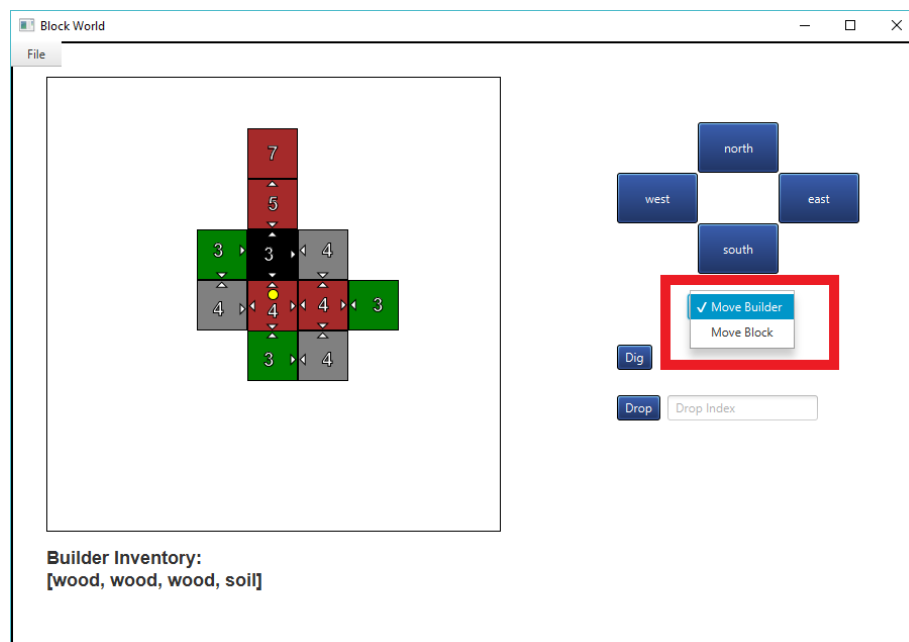 Block World
File
7
5
3 3 4
4 4 4 3
3 4
north
west east
south
✓ Move Builder
Move Block
Dig
Drop Drop Index
Builder Inventory:
[wood, wood, wood, soil]